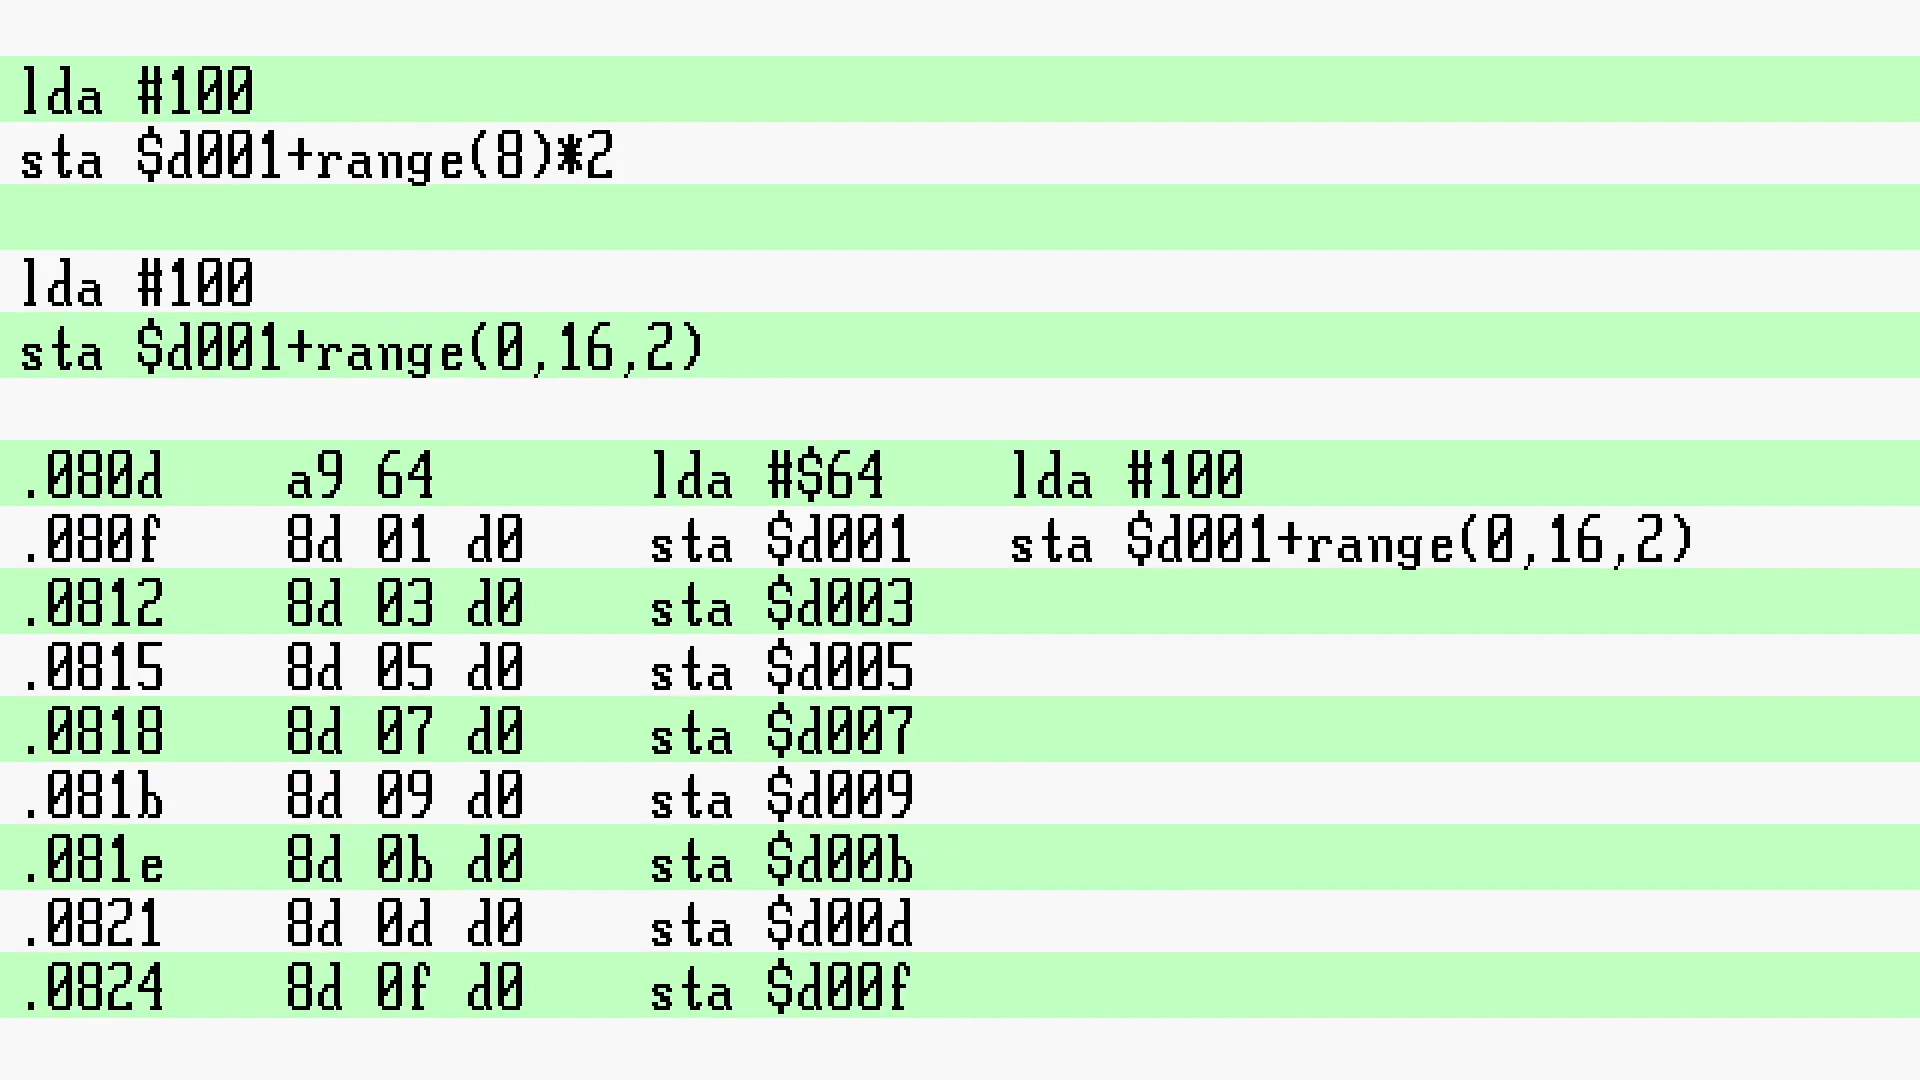 lda #100
sta $d001+range(8)*2
lda #100
sta $d001+range(0,16,2)
.080d    a9 64       lda #$64    lda #100
.080f    8d 01 d0    sta $d001   sta $d001+range(0,16,2)
.0812    8d 03 d0    sta $d003
.0815    8d 05 d0    sta $d005
.0818    8d 07 d0    sta $d007
.081b    8d 09 d0    sta $d009
.081e    8d 0b d0    sta $d00b
.0821    8d 0d d0    sta $d00d
.0824    8d 0f d0    sta $d00f